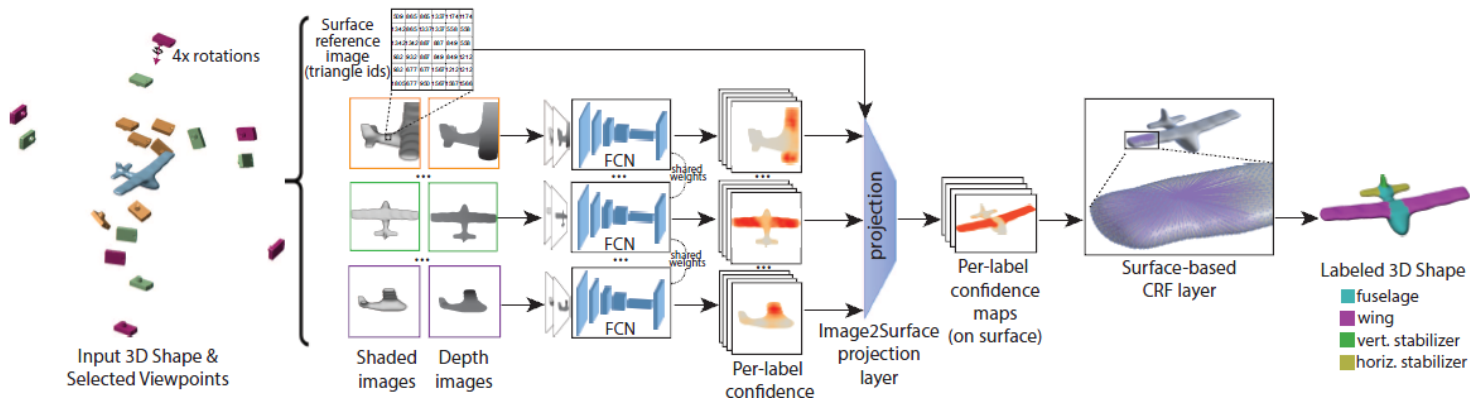 4x rotations
Input 3D Shape &
Selected Viewpoints
Surface
reference
image
(triangle ids)
Shaded
images
Depth
images
...
...
FCN
FCN
FCN
shared
weights
shared
weights
...
...
...
...
Per-label
confidence
projection
Image2Surface
projection
layer
Per-label
confidence
maps
(on surface)
Surface-based
CRF layer
Labeled 3D Shape
fuselage
wing
vert. stabilizer
horiz. stabilizer